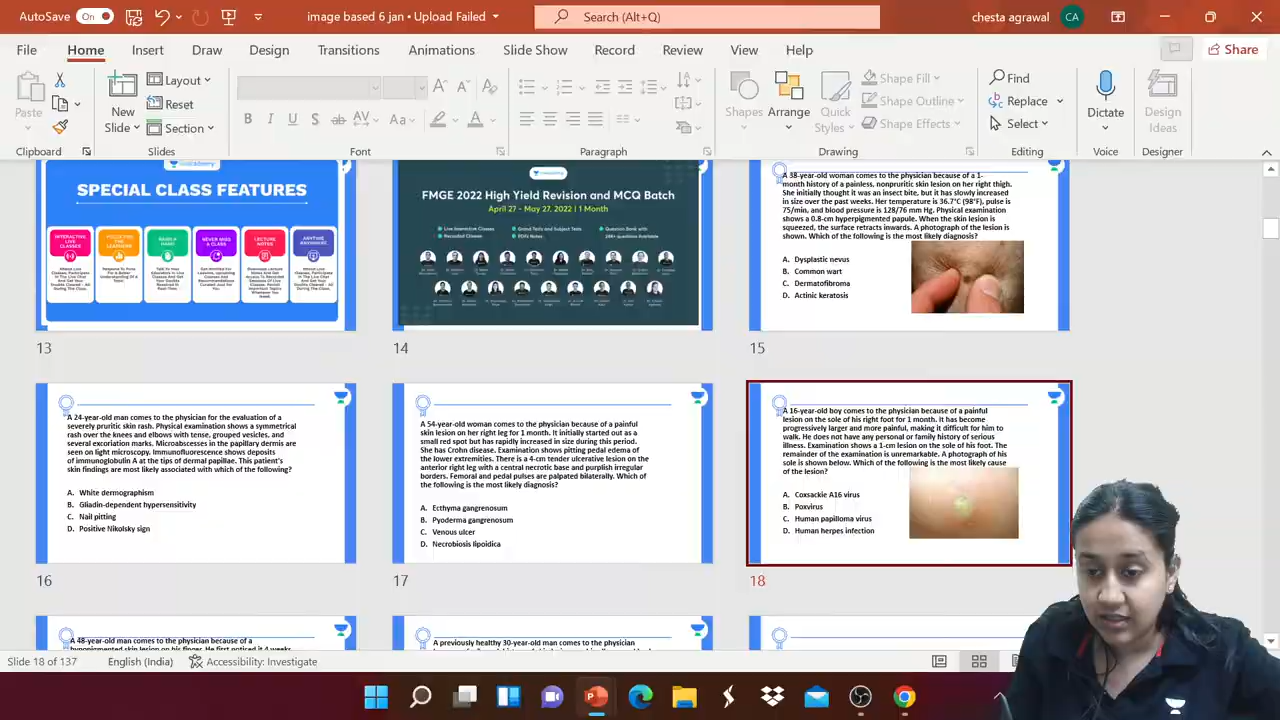 AutoSave On
image based 6 jan • Upload Failed
Search (Alt+Q)
chesta agrawal CA
File Home Insert Draw Design Transitions Animations Slide Show Record Review View Help Share
Paste
Clipboard
New
Slide
Layout
Reset
Section
Slides
B I U S ab AV Aa A
Font
Paragraph
Shapes
Arrange
Quick
Styles
Shape Fill
Shape Outline
Shape Effects
Drawing
Find
Replace
Select
Editing
Dictate
Voice
Design
Ideas
Designer
SPECIAL CLASS FEATURES
INTERACTIVE
LIVE
CLASSES
LECTURE
NOTES
13
FMGE 2022 High Yield Revision and MCQ Batch
April 27 - May 27, 2022 | 1 Month
Live Interactive Classes
Recorded Classes
Grand Tests and Subject Tests
PDFs Notes
Question Bank with
14
A 38-year-old woman comes to the physician because of a 1-
month history of a painless, nonpruritic skin lesion on her right thigh.
She initially thought it was an insect bite, but it has slowly increased
in size over the past weeks. Her temperature is 36.7°C (98°F), pulse is
75/min, and blood pressure is 128/76 mm Hg. Physical examination
shows a 0.8-cm hyperpigmented papule. When the skin lesion is
squeezed, the surface retracts inwards. A photograph of the lesion is
shown. Which of the following is the most likely diagnosis?
A. Dysplastic nevus
B. Common wart
C. Dermatofibroma
D. Actinic keratosis
15
A 24-year-old man comes to the physician for the evaluation of a
severely pruritic skin rash. Physical examination shows a symmetrical
rash over the knees and elbows with tense, grouped vesicles, and
several excoriation marks. Microabscesses in the papillary dermis are
seen on light microscopy. Immunofluorescence shows deposits
of immunoglobulin A at the tips of dermal papillae. This patient's
skin findings are most likely associated with which of the following?
A. White dermographism
B. Gliadin-dependent hypersensitivity
C. Nail pitting
D. Positive Nikolsky sign
16
A 54-year-old woman comes to the physician because of a painful
skin lesion on her right leg for 1 month. It initially started out as a
small red spot but has rapidly increased in size during this period.
She has Crohn disease. Examination shows pitting pedal edema of
the lower extremities. There is a 4-cm tender ulcerative lesion on the
anterior right leg with a central necrotic base and purplish irregular
borders. Femoral and pedal pulses are palpated bilaterally. Which of
the following is the most likely diagnosis?
A. Ecthyma gangrenosum
B. Pyoderma gangrenosum
C. Venous ulcer
D. Necrobiosis lipoidica
17
A 16-year-old boy comes to the physician because of a painful
lesion on the sole of his right foot for 1 month. It has become
progressively larger and more painful, making it difficult for him to
walk. He does not have any personal or family history of serious
illness. Examination shows a 1-cm lesion on the sole of his foot. The
remainder of the examination is unremarkable. A photograph of his
sole is shown below. Which of the following is the most likely cause
of the lesion?
A. Coxsackie A16 virus
B. Poxvirus
C. Human papilloma virus
D. Human herpes infection
18
A 48-year-old man comes to the physician because of a
A previously healthy 30-year-old man comes to the physician
Slide 18 of 137 English (India) Accessibility: Investigate